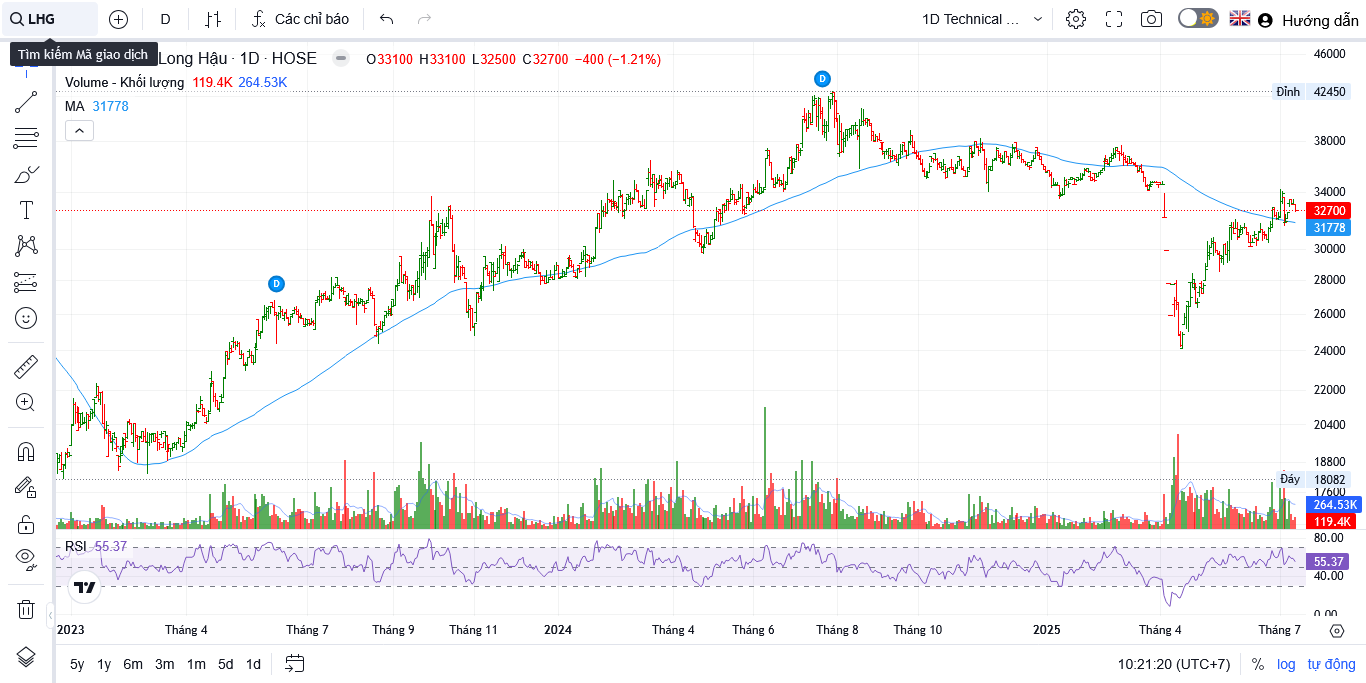 LHG
D
Các chỉ báo
1D Technical ...
Hướng dẫn
Tìm kiếm Mã giao dịch
Long Hậu · 1D · HOSE
O33100 H33100 L32500 C32700 −400 (−1.21%)
Volume - Khối lượng 119.4K 264.53K
MA 31778
D
D
46000
Đỉnh 42450
38000
34000
32700
31778
30000
28000
26000
24000
22000
20400
18800
Đáy 18082
17600
264.53K
119.4K
RSI 55.37
80.00
55.37
40.00
0.00
2023 Tháng 4 Tháng 7 Tháng 9 Tháng 11 2024 Tháng 4 Tháng 6 Tháng 8 Tháng 10 2025 Tháng 4 Tháng 7
5y 1y 6m 3m 1m 5d 1d
10:21:20 (UTC+7) % log tự động